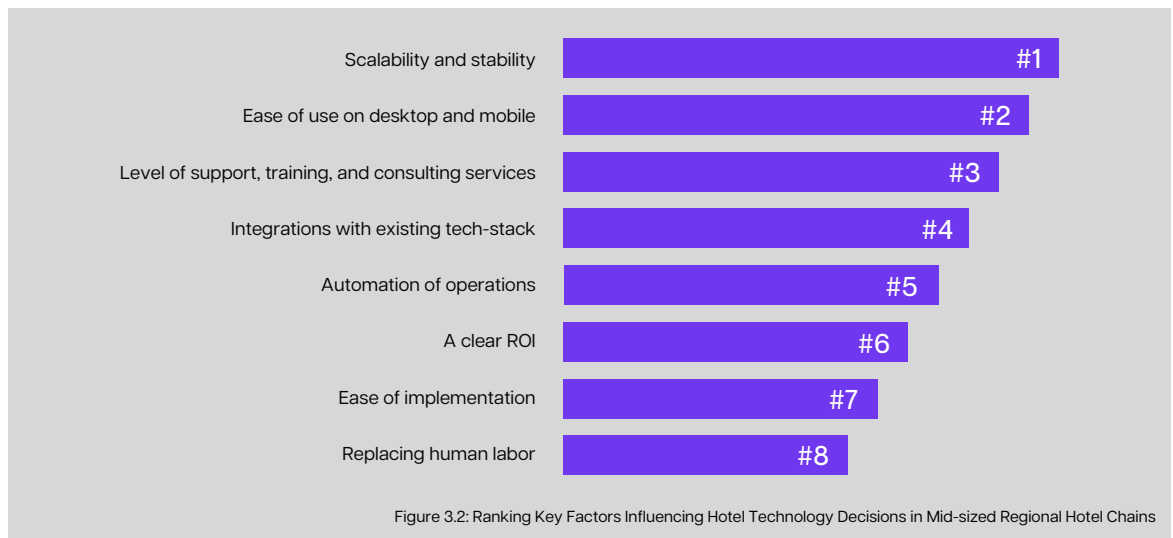 Scalability and stability #1
Ease of use on desktop and mobile #2
Level of support, training, and consulting services #3
Integrations with existing tech-stack #4
Automation of operations #5
A clear ROI #6
Ease of implementation #7
Replacing human labor #8
Figure 3.2: Ranking Key Factors Influencing Hotel Technology Decisions in Mid-sized Regional Hotel Chains